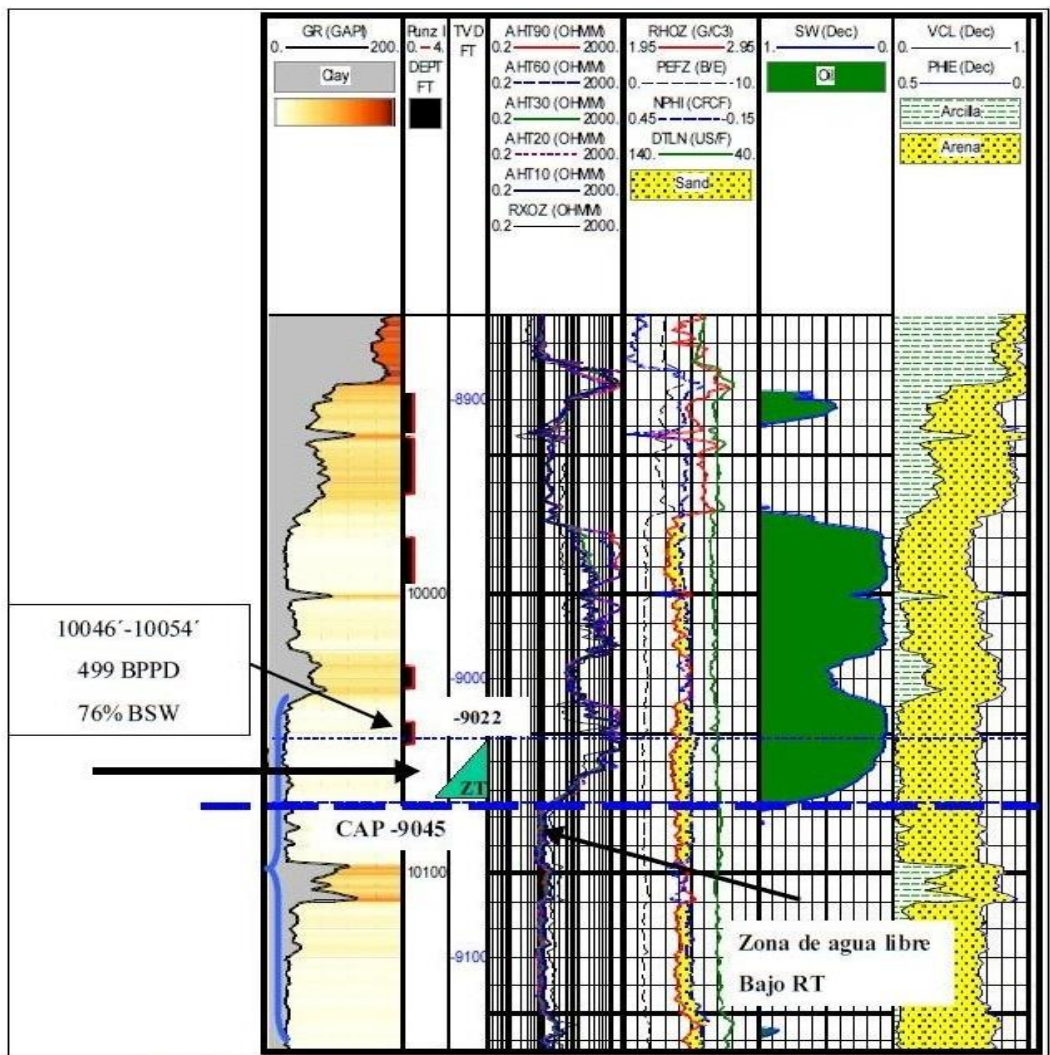 GR (GAPI)
0. 200.
Clay
Punz I
0. 4.
DEPT
FT
TVD
FT
AHT90 (OHMM)
0.2 2000.
AHT60 (OHMM)
0.2 2000.
AHT30 (OHMM)
0.2 2000.
AHT20 (OHMM)
0.2 2000.
AHT10 (OHMM)
0.2 2000.
RXOZ (OHMM)
0.2 2000.
RHOZ (G/C3)
1.95 2.95
PEFZ (B/E)
0. 10.
NPHI (CFCF)
0.45 -0.15
DTLN (US/F)
140. 40.
Sand
SW (Dec)
1. 0.
Oil
VCL (Dec)
0. 1.
PHIE (Dec)
0.5 0.
Arcilla
Arena
-8900
10000
-9000
10046´-10054´
499 BPPD
76% BSW
-9022
ZT
CAP -9045
10100
-9100
Zona de agua libre
Bajo RT